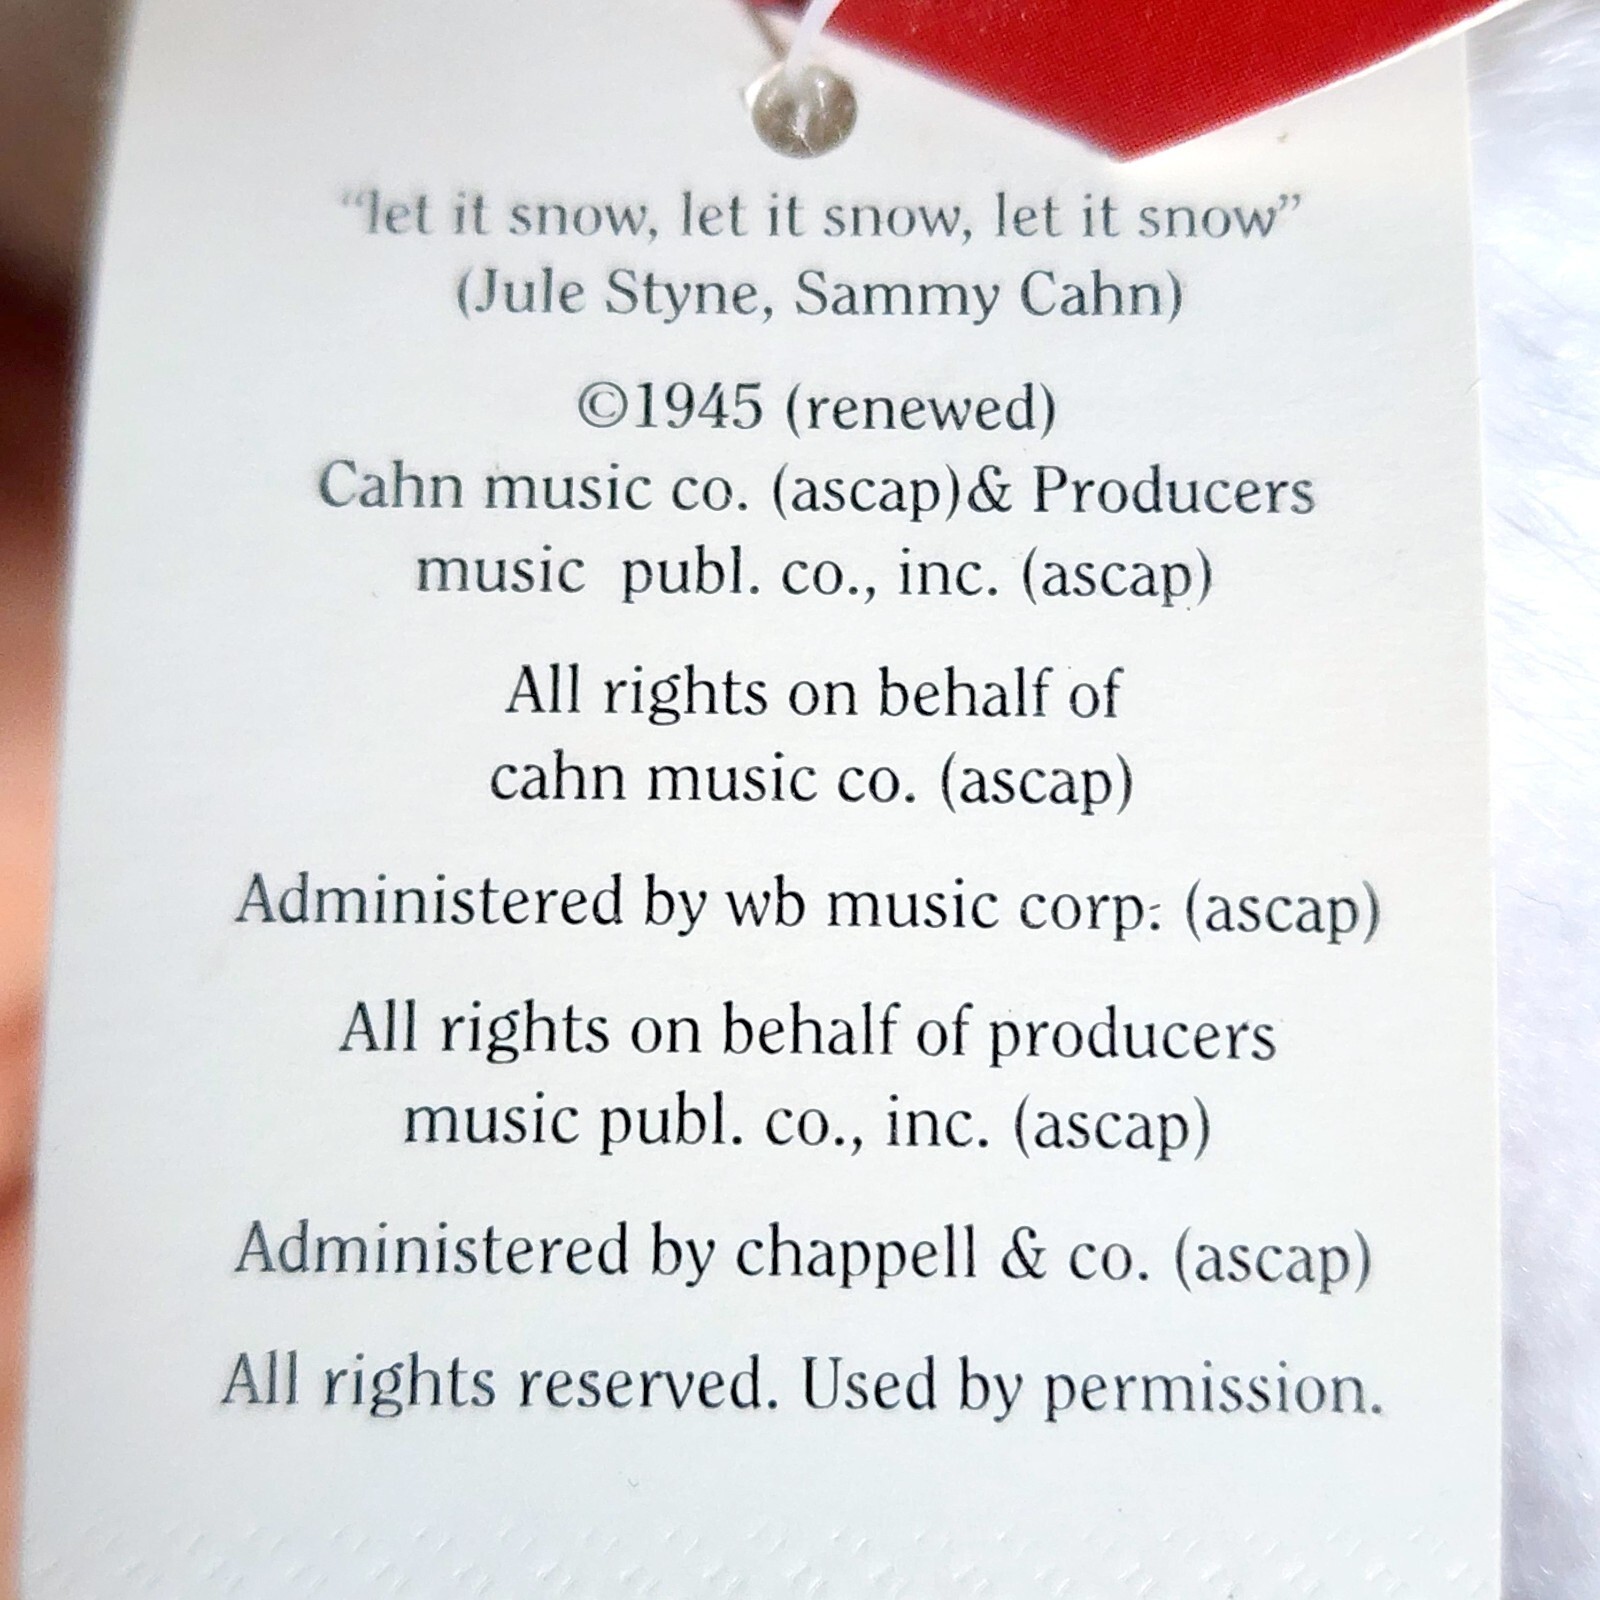 “let it snow, let it snow, let it snow”
(Jule Styne, Sammy Cahn)
©1945 (renewed)
Cahn music co. (ascap)& Producers
music publ. co., inc. (ascap)
All rights on behalf of
cahn music co. (ascap)
Administered by wb music corp. (ascap)
All rights on behalf of producers
music publ. co., inc. (ascap)
Administered by chappell & co. (ascap)
All rights reserved. Used by permission.